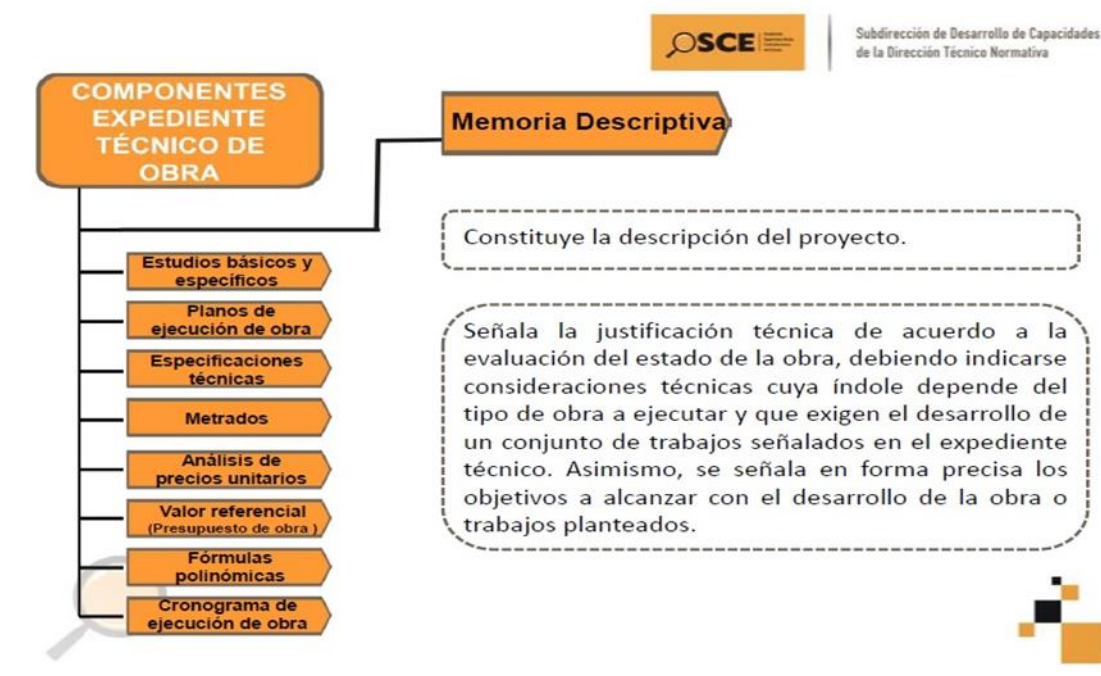 OSCE
Subdirección de Desarrollo de Capacidades
de la Dirección Técnico Normativa
COMPONENTES
EXPEDIENTE
TÉCNICO DE
OBRA
Memoria Descriptiva
Constituye la descripción del proyecto.
Estudios básicos y
específicos
Planos de
ejecución de obra
Especificaciones
técnicas
Metrados
Análisis de
precios unitarios
Valor referencial
(Presupuesto de obra )
Fórmulas
polinómicas
Cronograma de
ejecución de obra
Señala la justificación técnica de acuerdo a la
evaluación del estado de la obra, debiendo indicarse
consideraciones técnicas cuya índole depende del
tipo de obra a ejecutar y que exigen el desarrollo de
un conjunto de trabajos señalados en el expediente
técnico. Asimismo, se señala en forma precisa los
objetivos a alcanzar con el desarrollo de la obra o
trabajos planteados.